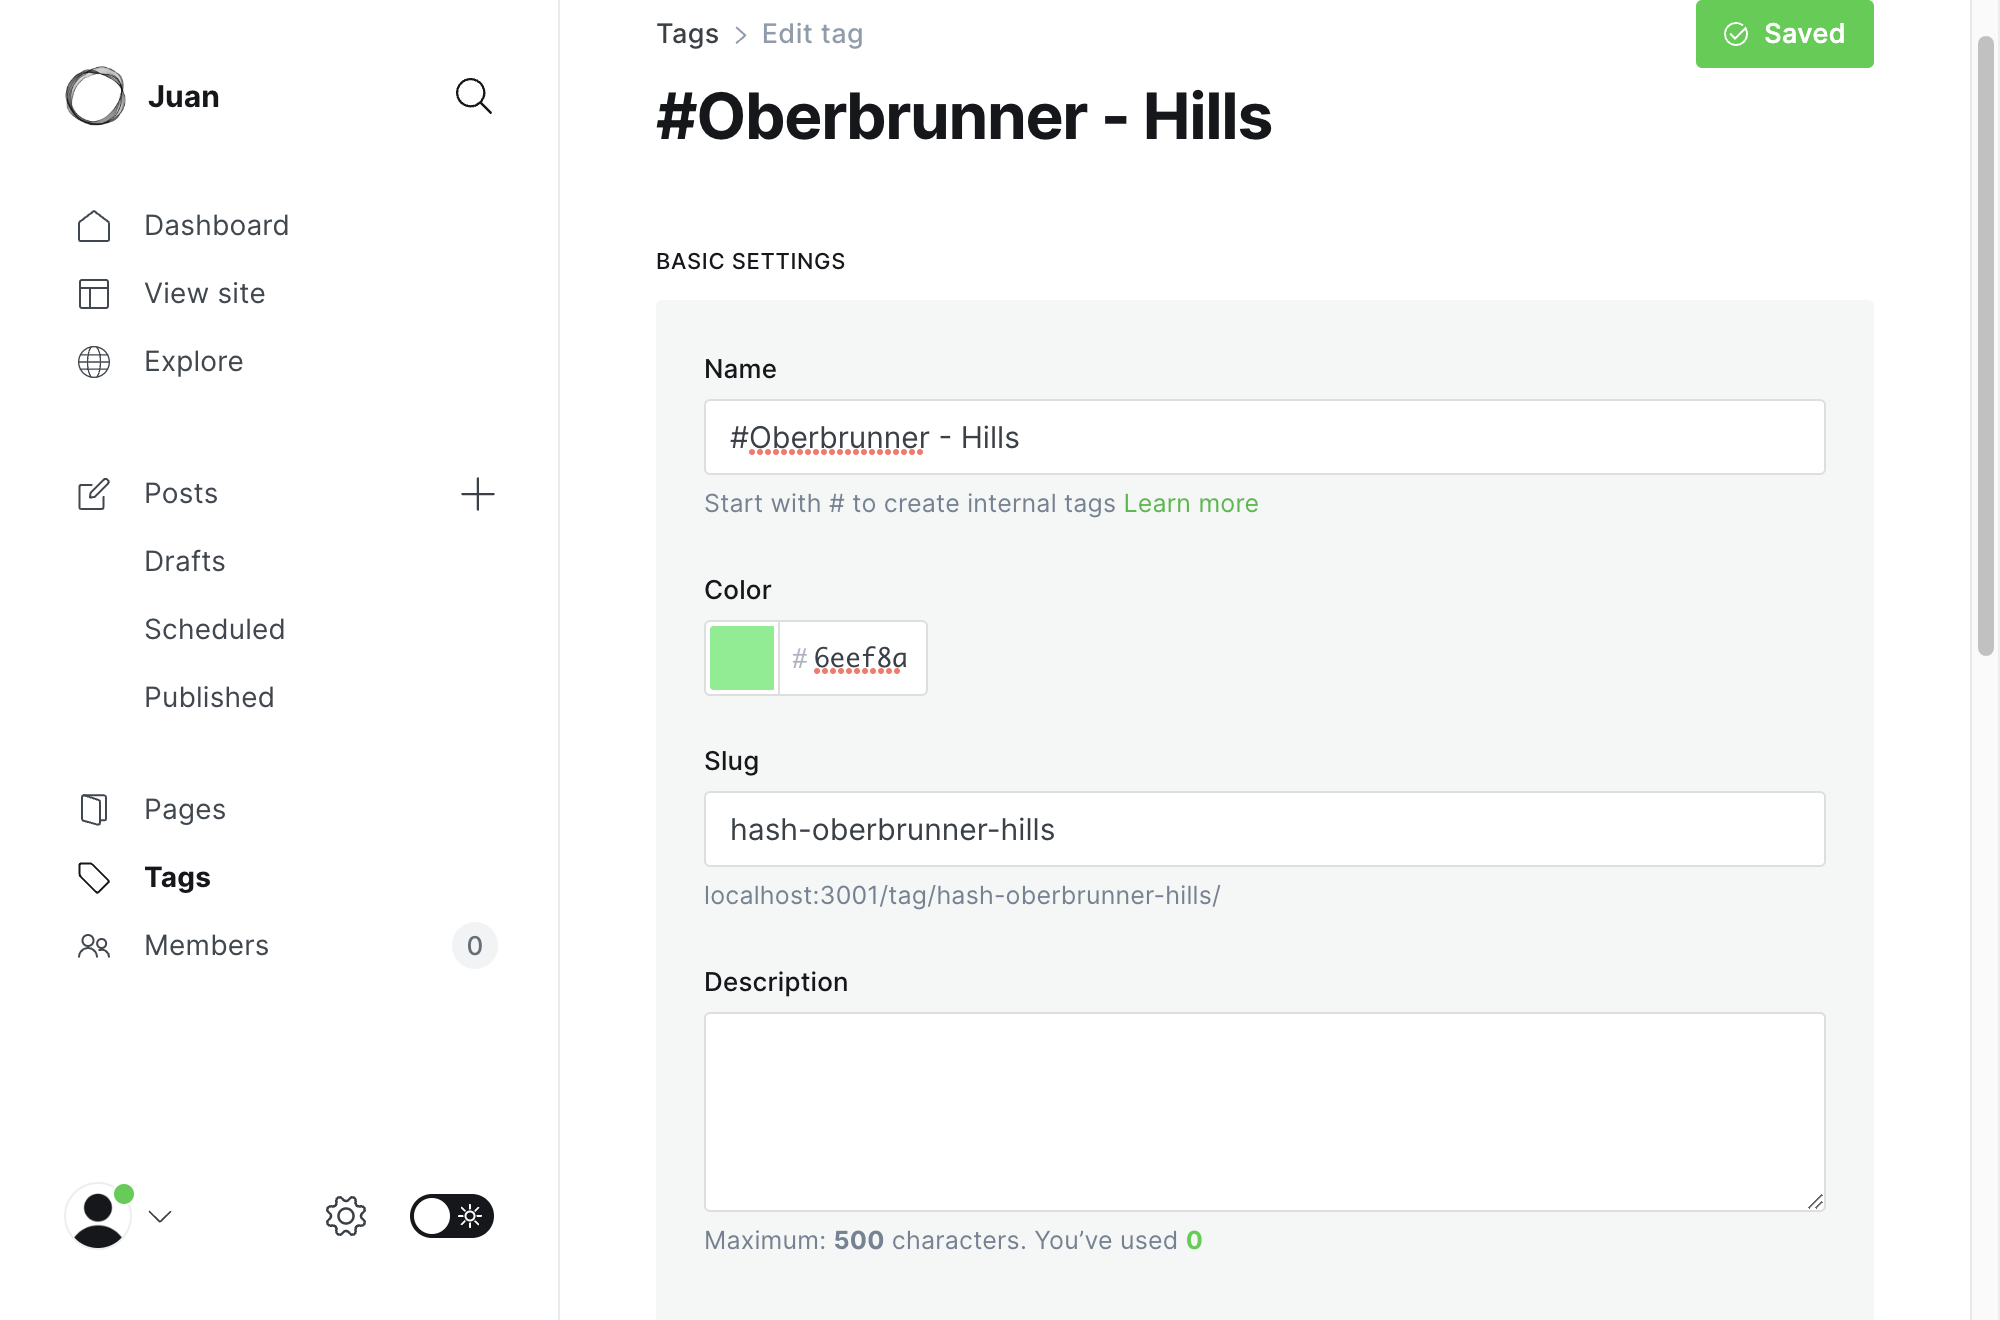 Juan
Dashboard
View site
Explore
Posts
Drafts
Scheduled
Published
Pages
Tags
Members
0
Tags > Edit tag
Saved
#Oberbrunner - Hills
BASIC SETTINGS
Name
#Oberbrunner - Hills
Start with # to create internal tags Learn more
Color
# 6eef8a
Slug
hash-oberbrunner-hills
localhost:3001/tag/hash-oberbrunner-hills/
Description
Maximum: 500 characters. You’ve used 0